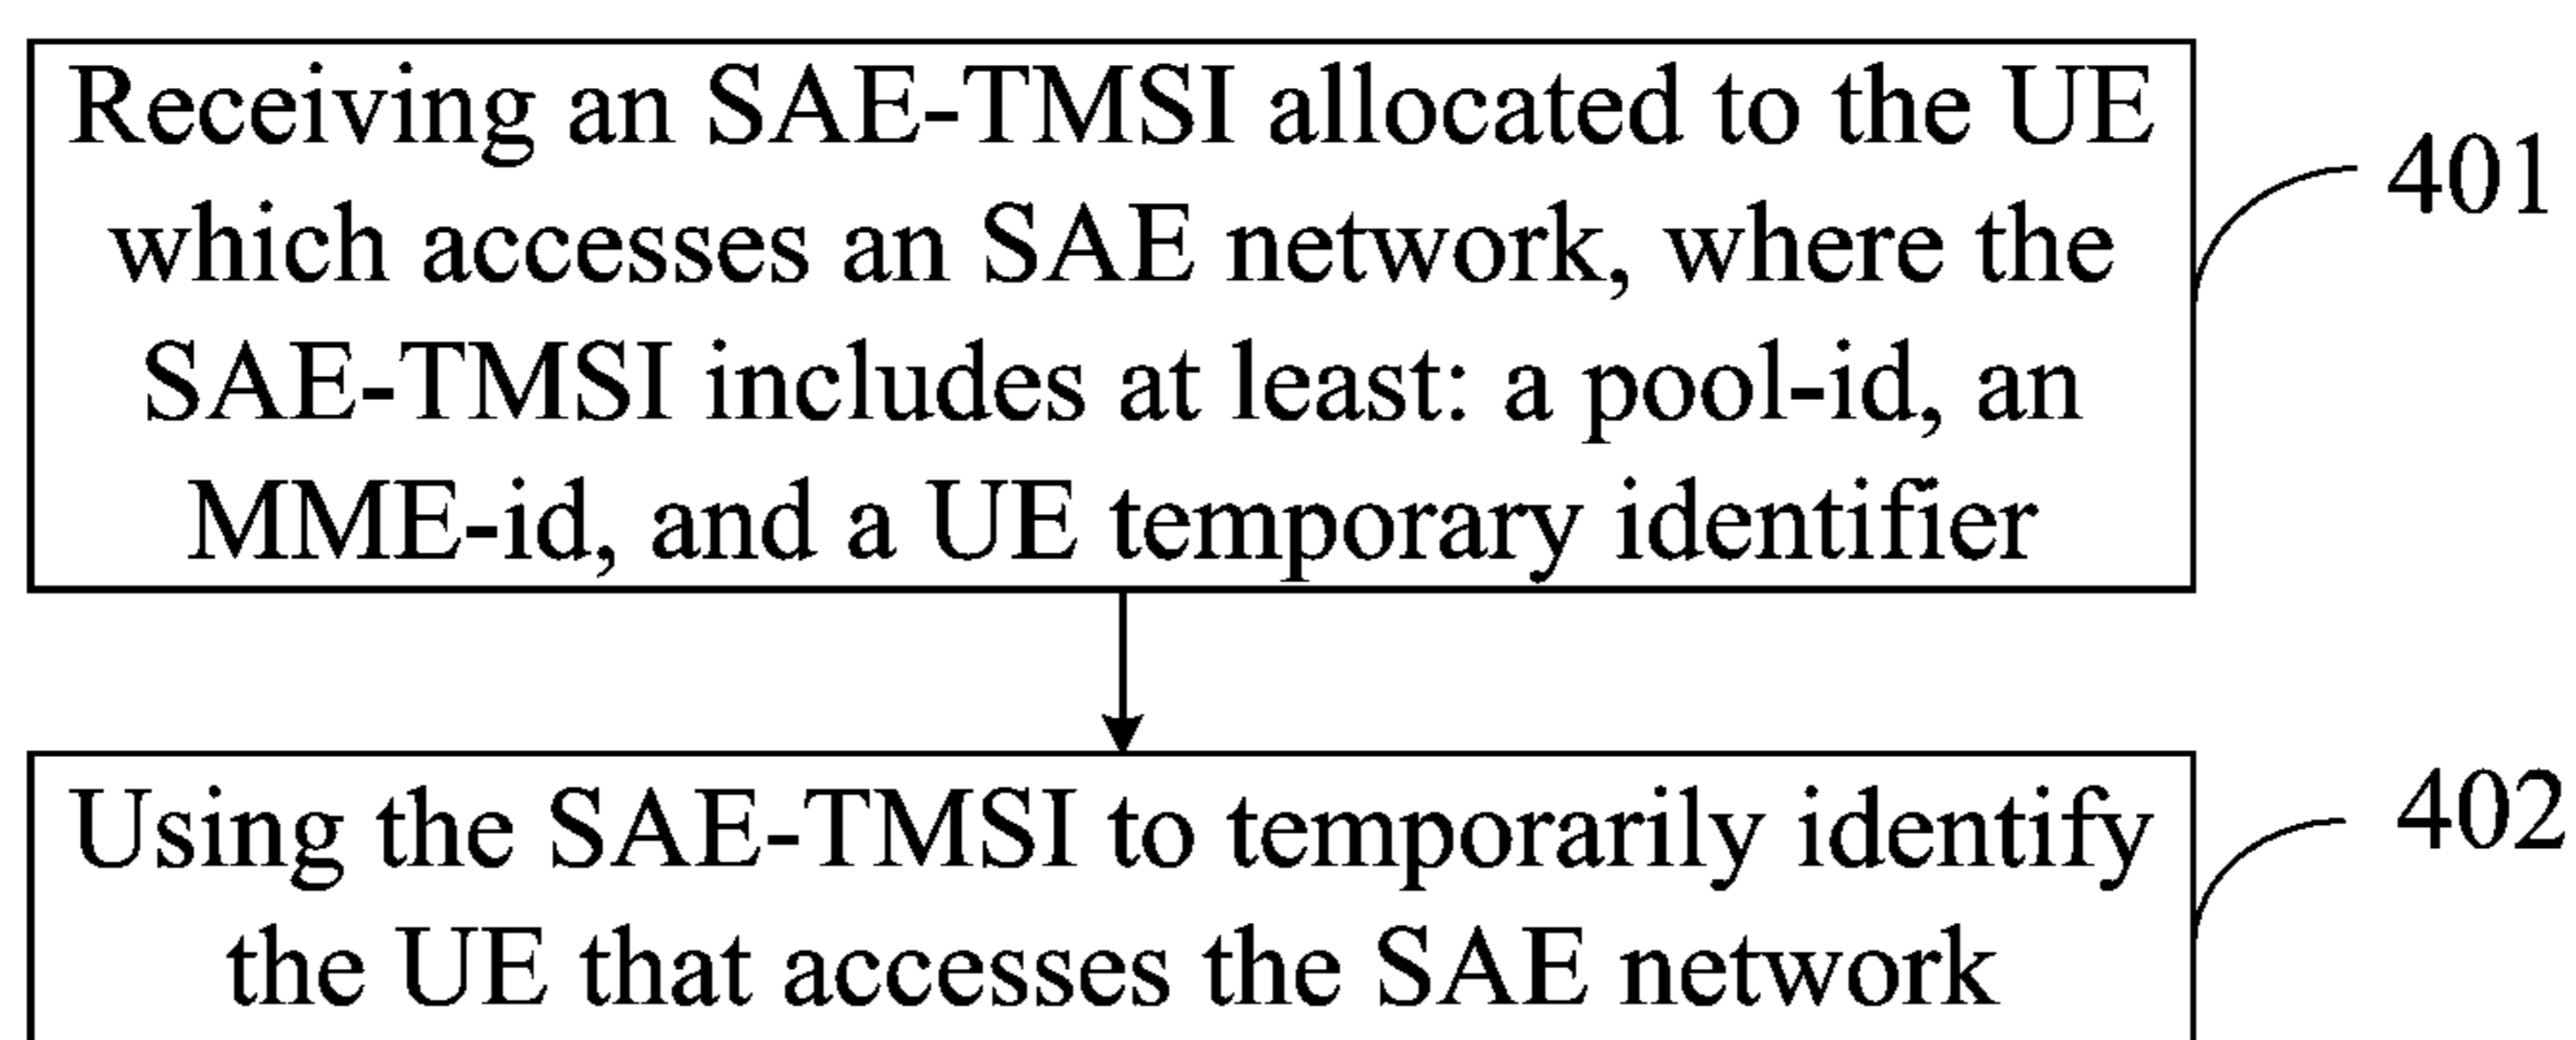 Receiving an SAE-TMSI allocated to the UE
which accesses an SAE network, where the
SAE-TMSI includes at least: a pool-id, an
MME-id, and a UE temporary identifier
401
Using the SAE-TMSI to temporarily identify
the UE that accesses the SAE network
402